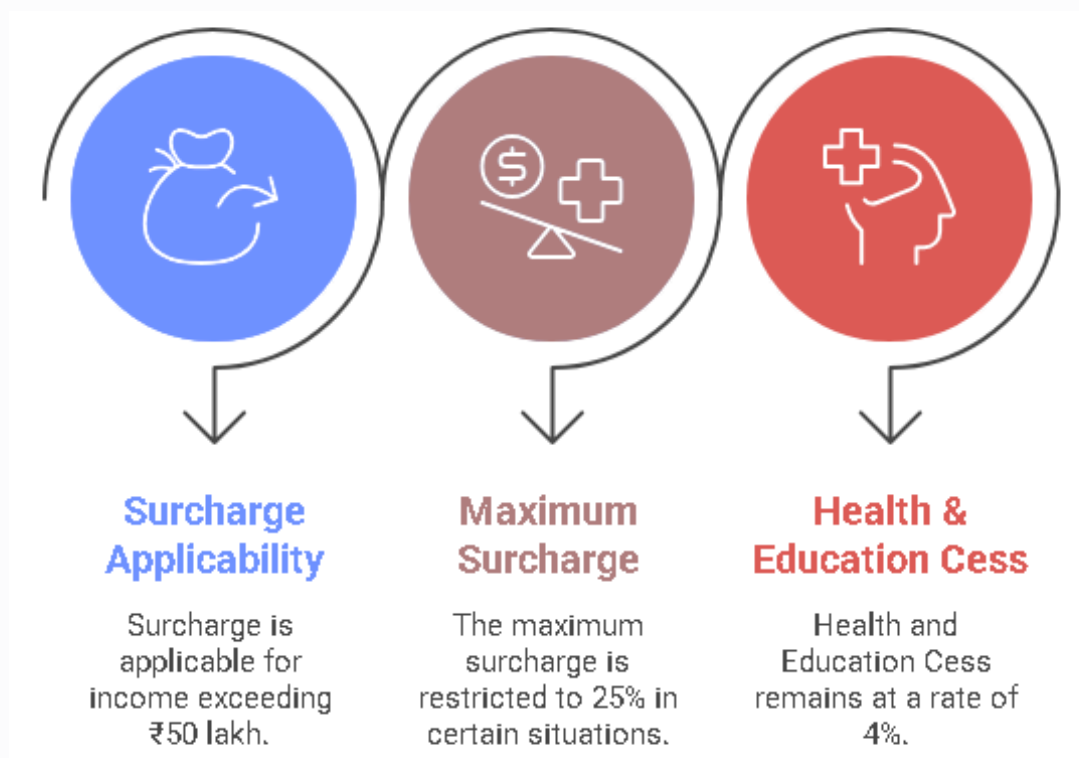 $
Surcharge
Applicability
Surcharge is
applicable for
income exceeding
₹50 lakh.
Maximum
Surcharge
The maximum
surcharge is
restricted to 25% in
certain situations.
Health &
Education Cess
Health and
Education Cess
remains at a rate of
4%.